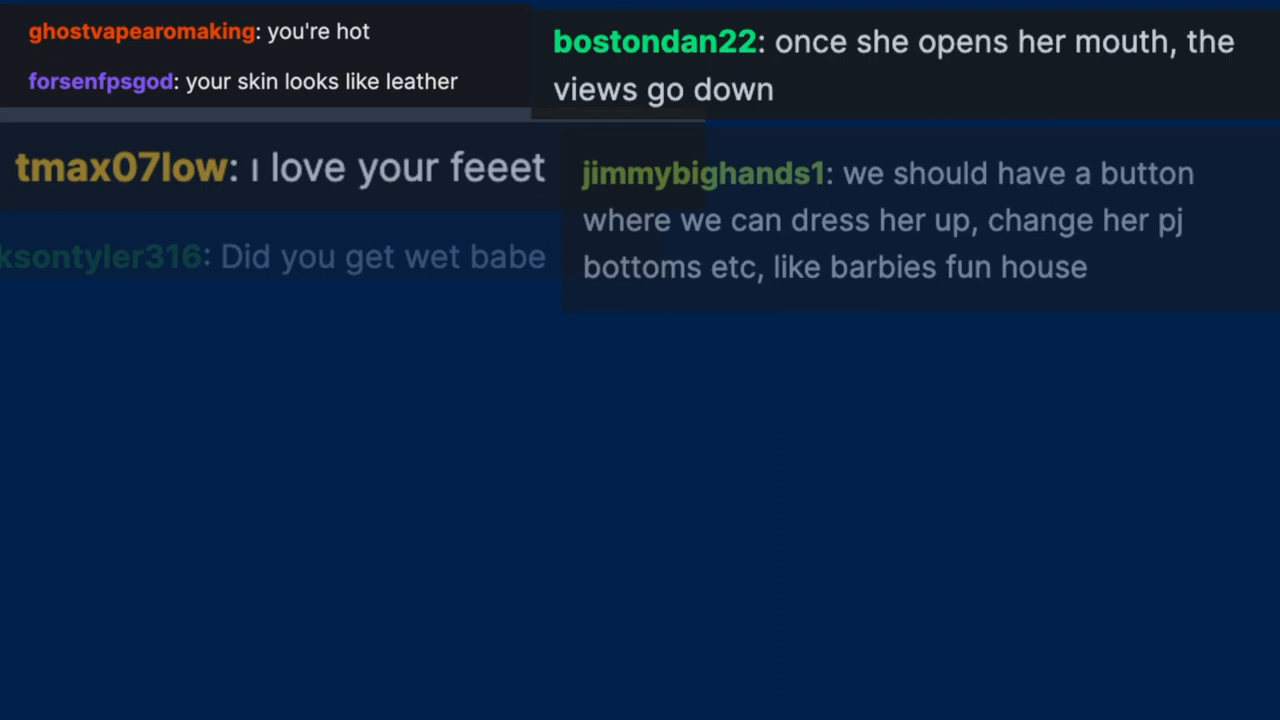 ghostvapearomaking: you're hot
forsenfpsgod: your skin looks like leather
bostondan22: once she opens her mouth, the
views go down
tmax07low: ı love your feeet
jimmybighands1: we should have a button
where we can dress her up, change her pj
bottoms etc, like barbies fun house
ksontyler316: Did you get wet babe